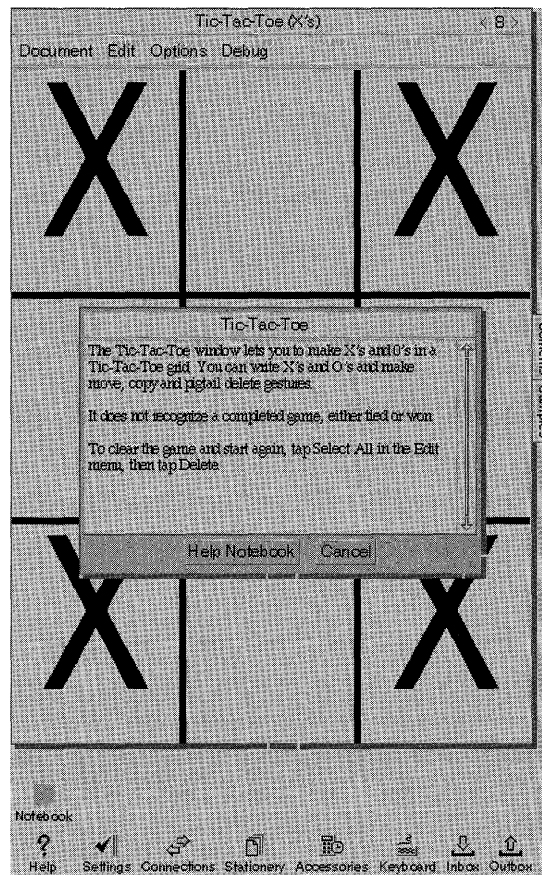 Tic-Tac-Toe (X's) < 8 >
Document Edit Options Debug
X X
Tic-Tac-Toe
The Tic-Tac-Toe window lets you to make X's and 0's in a
Tic-Tac-Toe grid. You can write X's and O's and make
move, copy and pigtail delete gestures.
It does not recognize a completed game, either tied or won.
To clear the game and start again, tap Select All in the Edit
menu, then tap Delete.
Help Notebook Cancel
X X
Notebook
? Help Settings Connections Stationery Accessories Keyboard Inbox Outbox